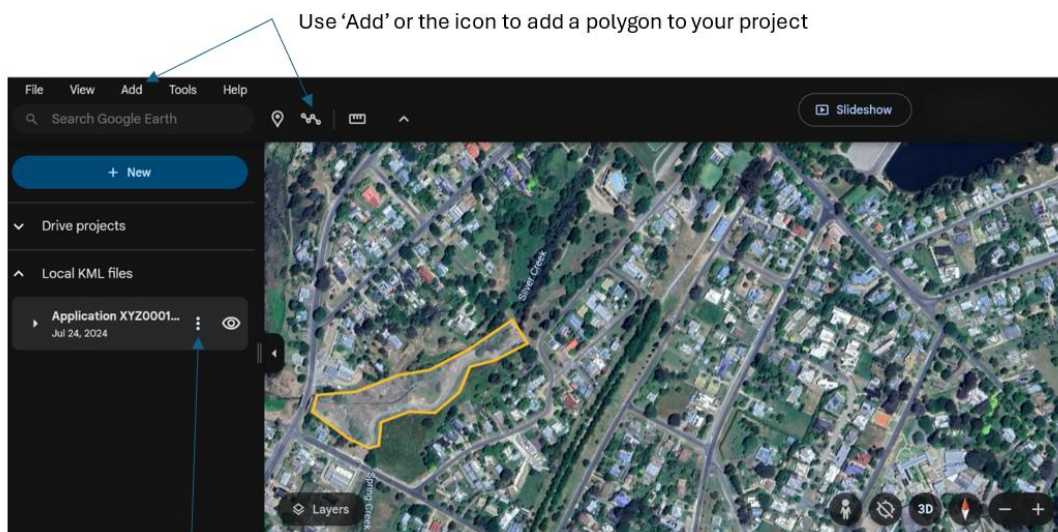 Use ‘Add’ or the icon to add a polygon to your project
File View Add Tools Help
Search Google Earth
Slideshow
+ New
Drive projects
Local KML files
Application XYZ0001...
Jul 24, 2024
Silver Creek
Spring Creek
Layers
3D